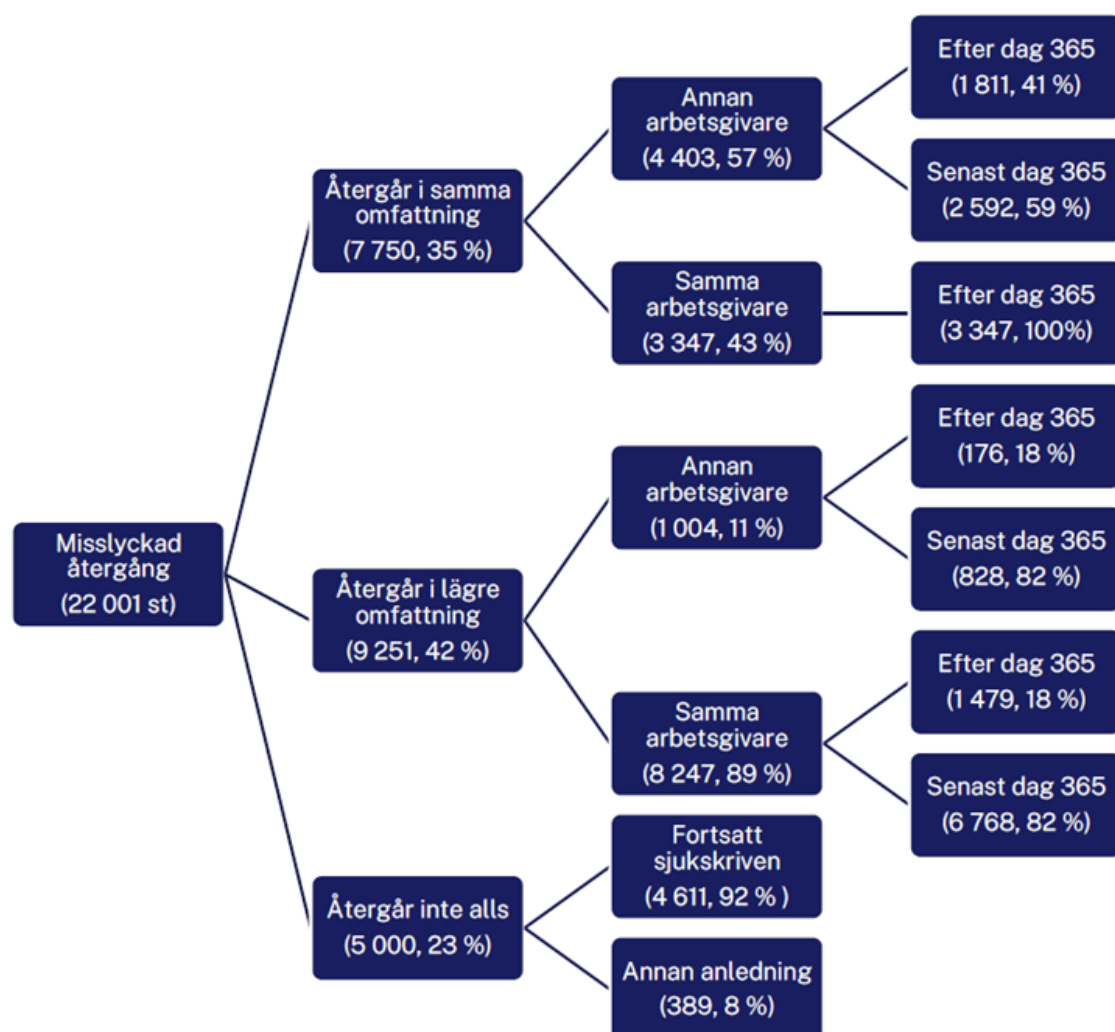 Misslyckad
återgång
(22 001 st)
Återgår i samma
omfattning
(7 750, 35 %)
Annan
arbetsgivare
(4 403, 57 %)
Efter dag 365
(1 811, 41 %)
Senast dag 365
(2 592, 59 %)
Samma
arbetsgivare
(3 347, 43 %)
Efter dag 365
(3 347, 100%)
Återgår i lägre
omfattning
(9 251, 42 %)
Annan
arbetsgivare
(1 004, 11 %)
Efter dag 365
(176, 18 %)
Senast dag 365
(828, 82 %)
Samma
arbetsgivare
(8 247, 89 %)
Efter dag 365
(1 479, 18 %)
Senast dag 365
(6 768, 82 %)
Återgår inte alls
(5 000, 23 %)
Fortsatt
sjukskriven
(4 611, 92 % )
Annan anledning
(389, 8 %)